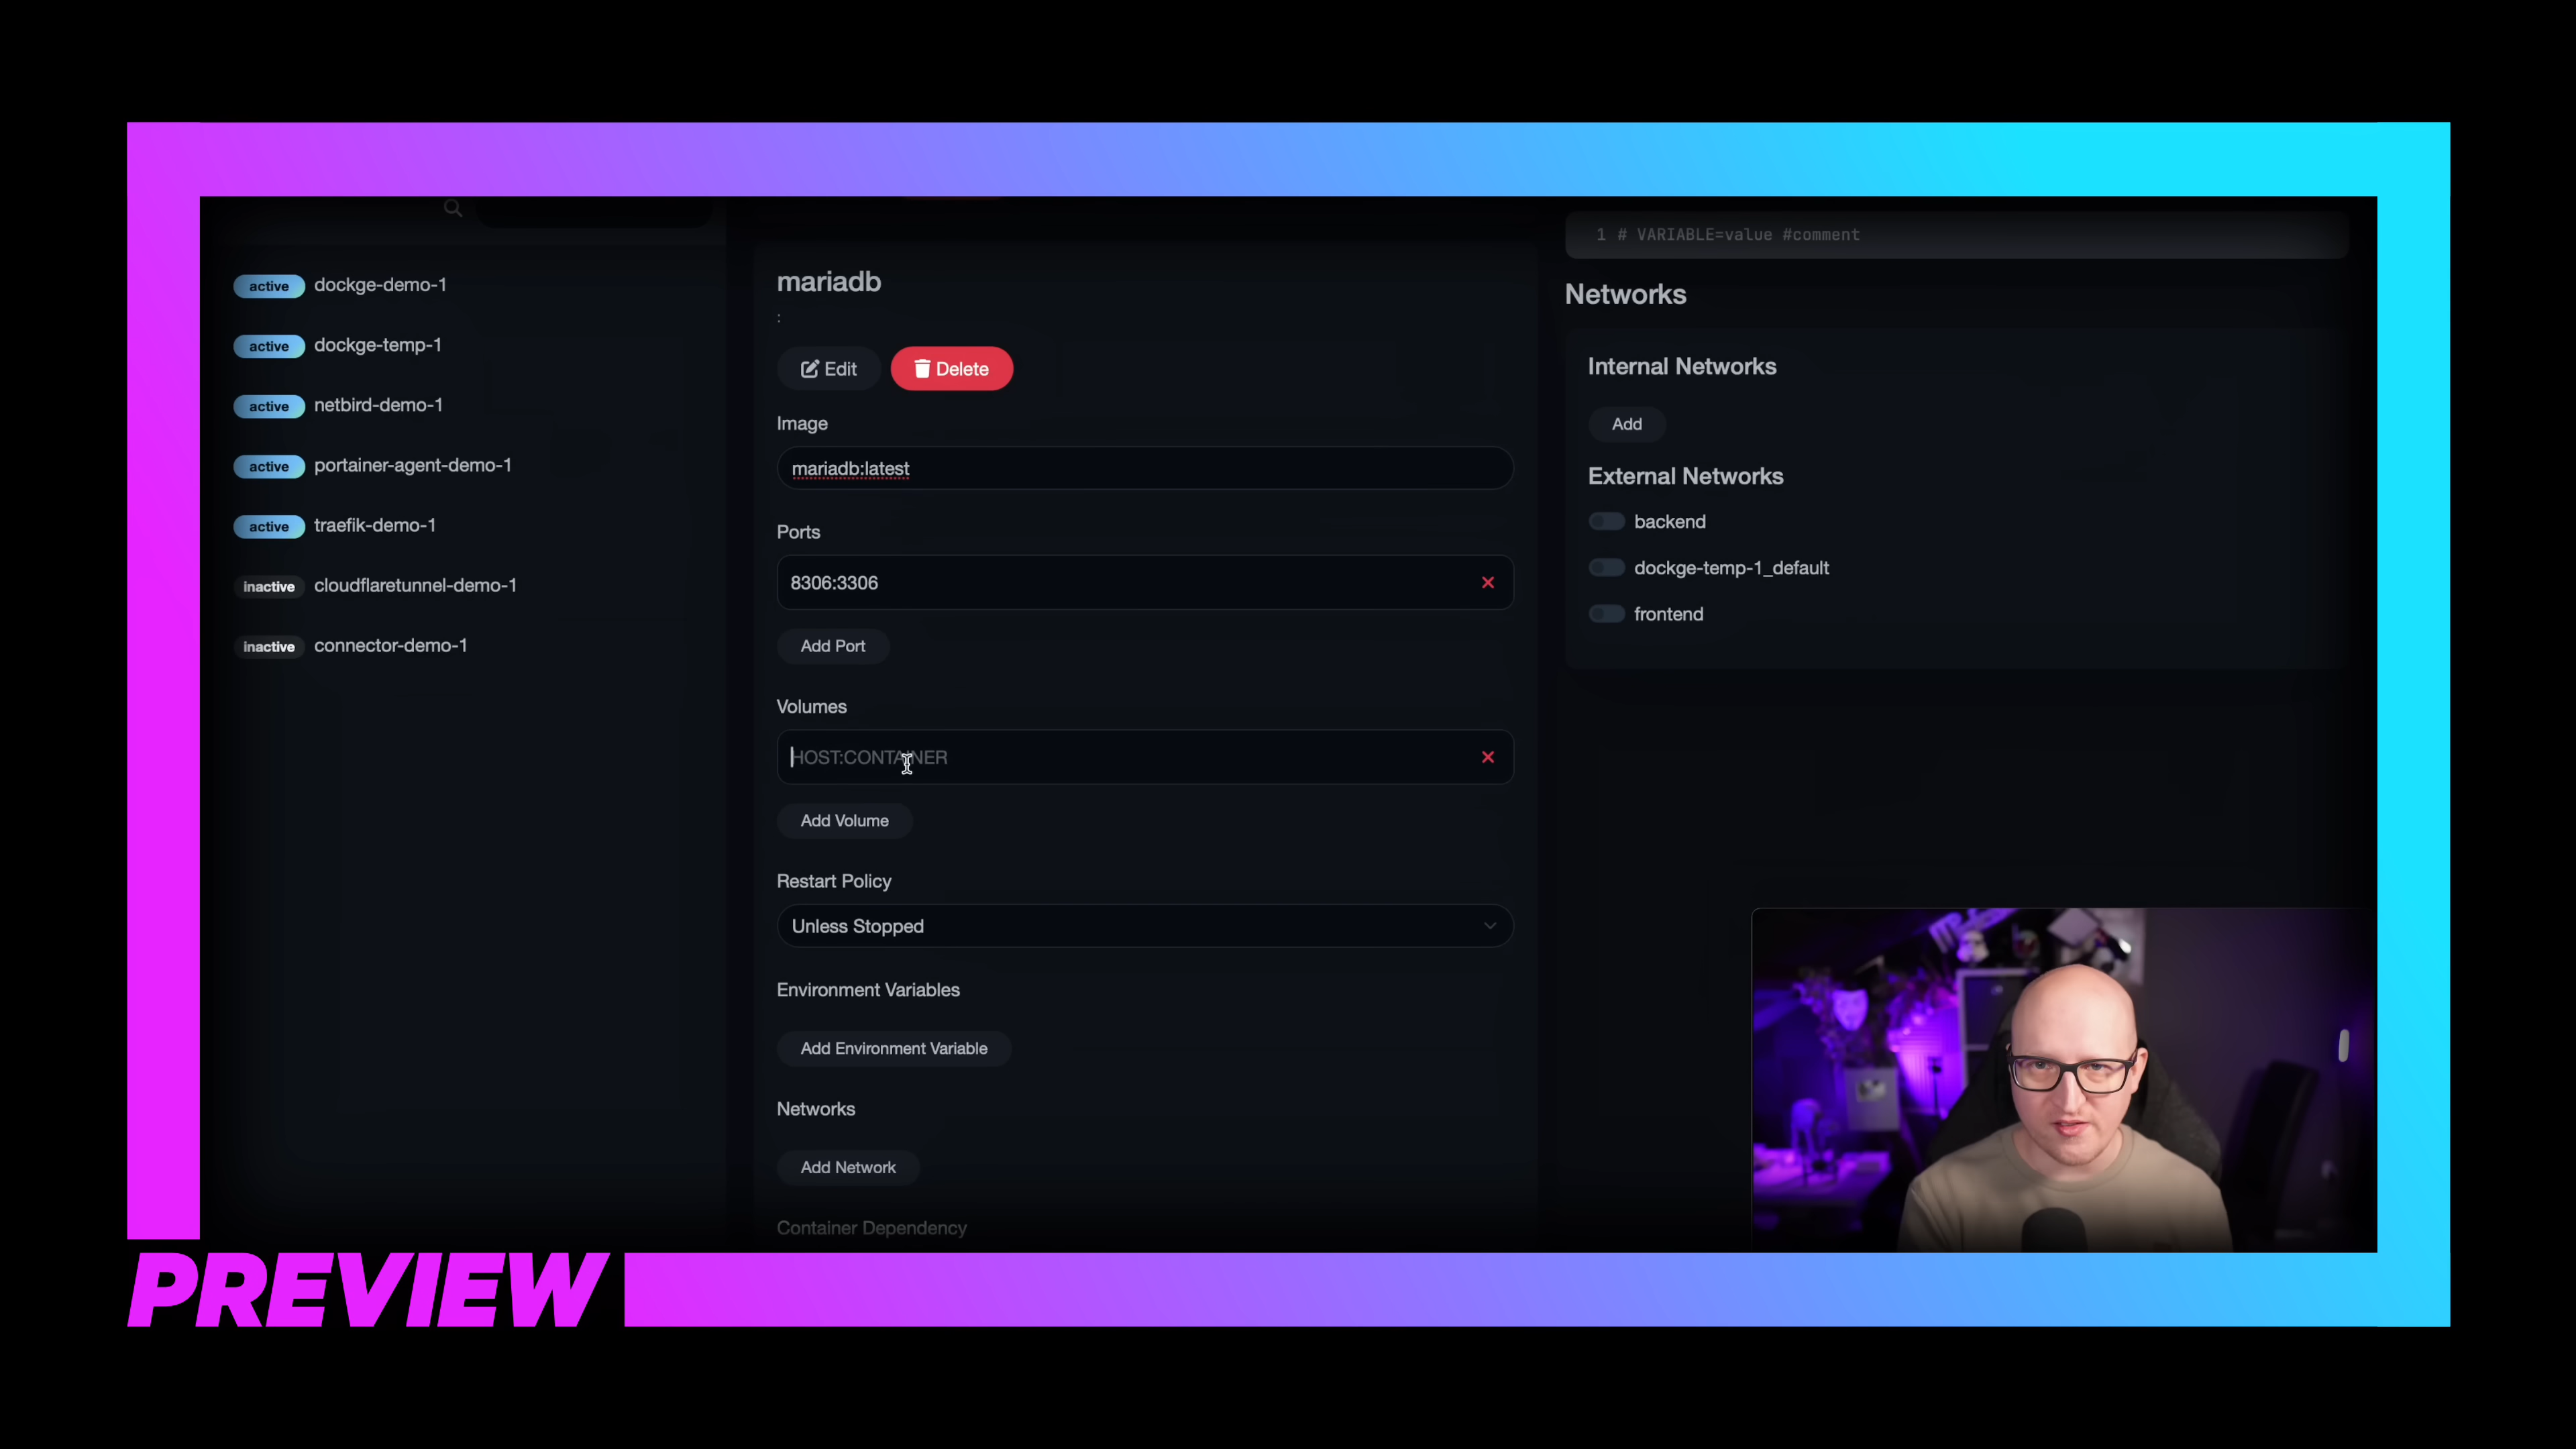 active dockge-demo-1
active dockge-temp-1
active netbird-demo-1
active portainer-agent-demo-1
active traefik-demo-1
inactive cloudflaretunnel-demo-1
inactive connector-demo-1
mariadb
:
Edit Delete
Image
mariadb:latest
Ports
8306:3306
Add Port
Volumes
HOST:CONTAINER
Add Volume
Restart Policy
Unless Stopped
Environment Variables
Add Environment Variable
Networks
Add Network
Container Dependency
1 # VARIABLE=value #comment
Networks
Internal Networks
Add
External Networks
backend
dockge-temp-1_default
frontend
PREVIEW